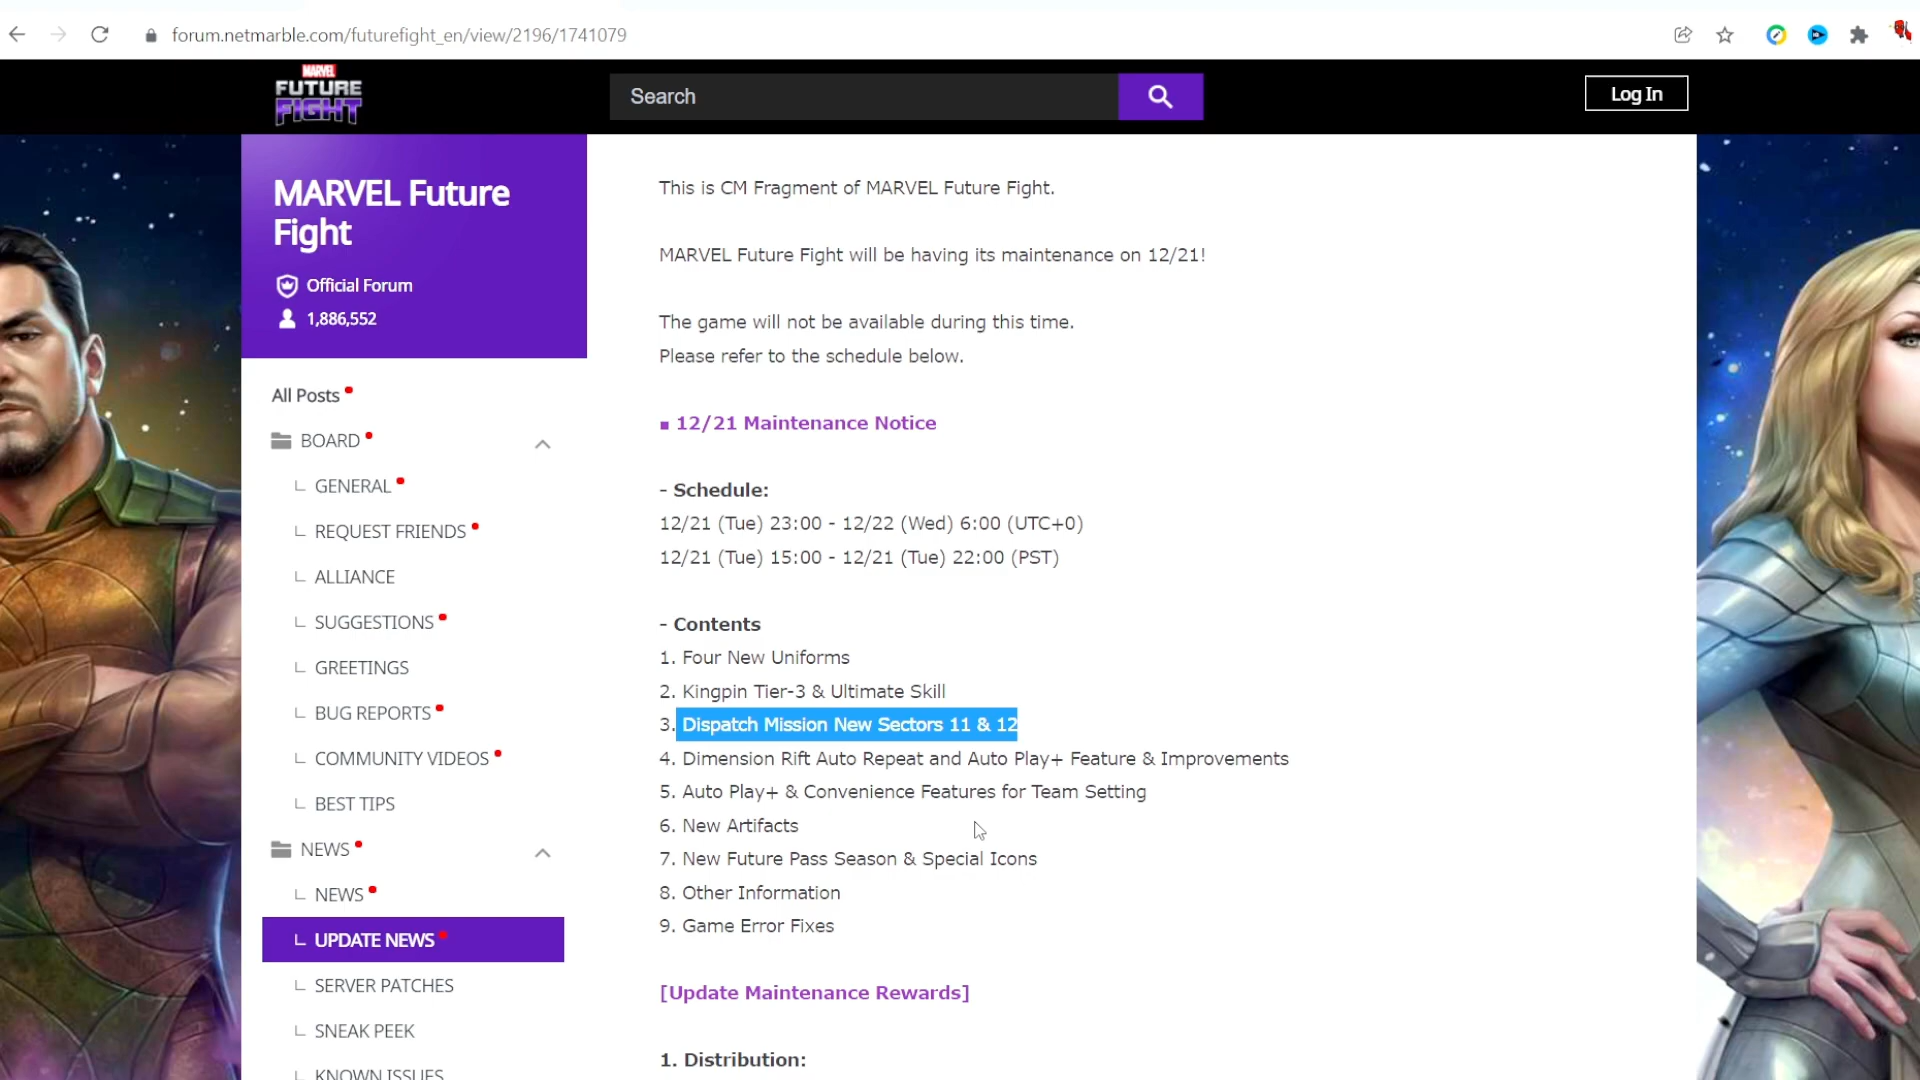 forum.netmarble.com/futurefight_en/view/2196/1741079
MARVEL
FUTURE
FIGHT
Search
Log In
MARVEL Future
Fight
Official Forum
1,886,552
All Posts
BOARD
GENERAL
REQUEST FRIENDS
ALLIANCE
SUGGESTIONS
GREETINGS
BUG REPORTS
COMMUNITY VIDEOS
BEST TIPS
NEWS
NEWS
UPDATE NEWS
SERVER PATCHES
SNEAK PEEK
KNOWN ISSUES
This is CM Fragment of MARVEL Future Fight.
MARVEL Future Fight will be having its maintenance on 12/21!
The game will not be available during this time.
Please refer to the schedule below.
■ 12/21 Maintenance Notice
- Schedule:
12/21 (Tue) 23:00 - 12/22 (Wed) 6:00 (UTC+0)
12/21 (Tue) 15:00 - 12/21 (Tue) 22:00 (PST)
- Contents
1. Four New Uniforms
2. Kingpin Tier-3 & Ultimate Skill
3. Dispatch Mission New Sectors 11 & 12
4. Dimension Rift Auto Repeat and Auto Play+ Feature & Improvements
5. Auto Play+ & Convenience Features for Team Setting
6. New Artifacts
7. New Future Pass Season & Special Icons
8. Other Information
9. Game Error Fixes
[Update Maintenance Rewards]
1. Distribution: